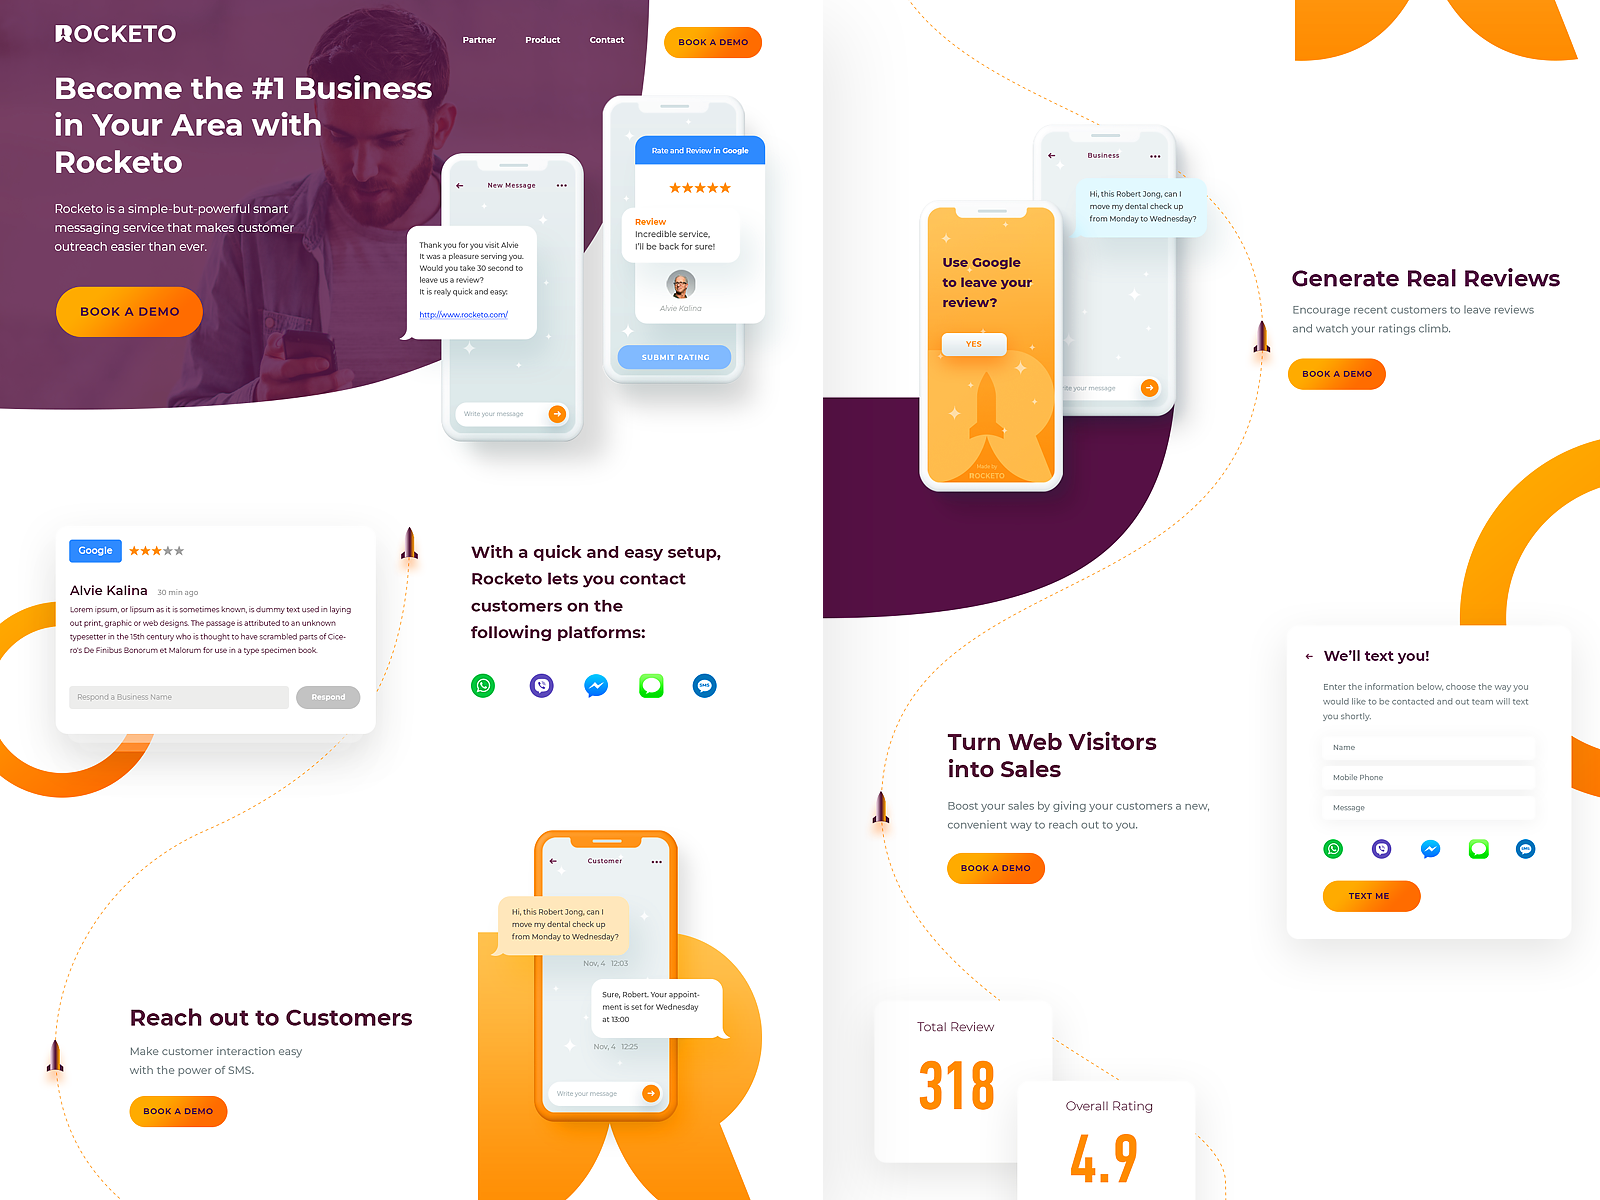 ROCKETO
Partner
Product
Contact
BOOK A DEMO
Become the #1 Business
in Your Area with
Rocketo
Rocketo is a simple-but-powerful smart
messaging service that makes customer
outreach easier than ever.
BOOK A DEMO
New Message
Thank you for you visit Alvie
It was a pleasure serving you.
Would you take 30 second to
leave us a review?
It is realy quick and easy:
http://www.rocketo.com/
Write your message
Rate and Review in Google
Review
Incredible service,
I'll be back for sure!
Alvie Kalina
SUBMIT RATING
Google
Alvie Kalina 30 min ago
Lorem ipsum, or lipsum as it is sometimes known, is dummy text used in laying
out print, graphic or web designs. The passage is attributed to an unknown
typesetter in the 15th century who is thought to have scrambled parts of Cice-
ro's De Finibus Bonorum et Malorum for use in a type specimen book.
Respond a Business Name
Respond
With a quick and easy setup,
Rocketo lets you contact
customers on the
following platforms:
SMS
Reach out to Customers
Make customer interaction easy
with the power of SMS.
BOOK A DEMO
Customer
Hi, this Robert Jong, can I
move my dental check up
from Monday to Wednesday?
Nov, 4 12:03
Sure, Robert. Your appoint-
ment is set for Wednesday
at 13:00
Nov, 4 12:25
Write your message
Business
Hi, this Robert Jong, can I
move my dental check up
from Monday to Wednesday?
Use Google
to leave your
review?
YES
Made by
ROCKETO
ite your message
Generate Real Reviews
Encourage recent customers to leave reviews
and watch your ratings climb.
BOOK A DEMO
Turn Web Visitors
into Sales
Boost your sales by giving your customers a new,
convenient way to reach out to you.
BOOK A DEMO
We'll text you!
Enter the information below, choose the way you
would like to be contacted and out team will text
you shortly.
Name
Mobile Phone
Message
SMS
TEXT ME
Total Review
318
Overall Rating
4.9